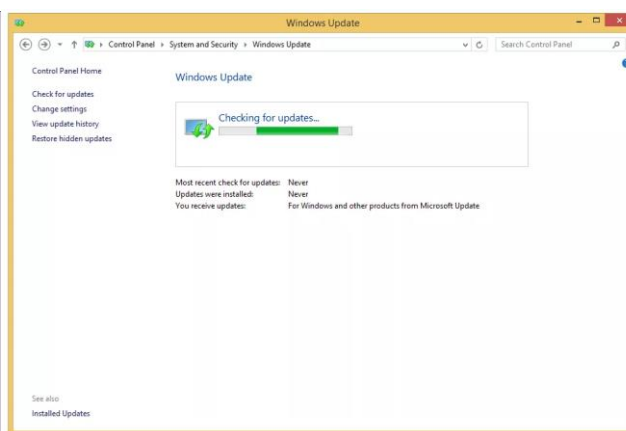 Windows Update
Control Panel System and Security Windows Update
Search Control Panel
Control Panel Home
Check for updates
Change settings
View update history
Restore hidden updates
Windows Update
Checking for updates...
Most recent check for updates: Never
Updates were installed: Never
You receive updates: For Windows and other products from Microsoft Update
See also
Installed Updates